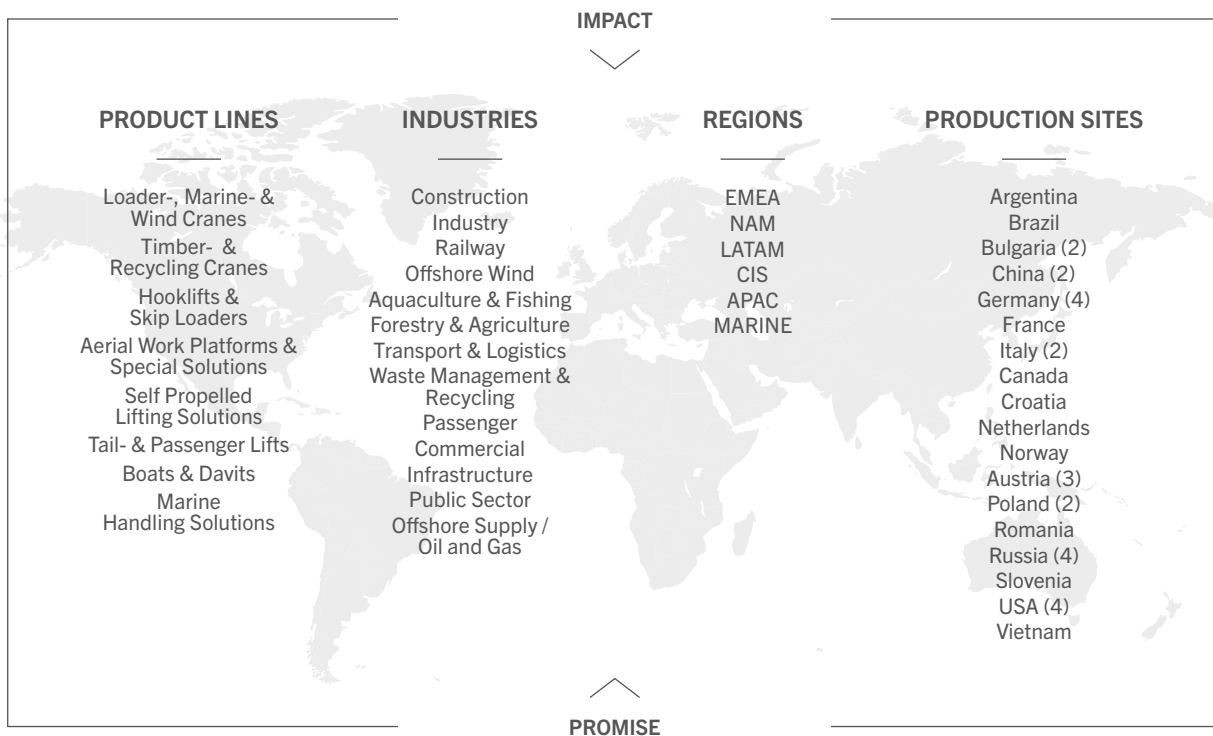 IMPACT
PRODUCT LINES
Loader-, Marine- &
Wind Cranes
Timber- &
Recycling Cranes
Hooklifts &
Skip Loaders
Aerial Work Platforms &
Special Solutions
Self Propelled
Lifting Solutions
Tail- & Passenger Lifts
Boats & Davits
Marine
Handling Solutions
INDUSTRIES
Construction
Industry
Railway
Offshore Wind
Aquaculture & Fishing
Forestry & Agriculture
Transport & Logistics
Waste Management &
Recycling
Passenger
Commercial
Infrastructure
Public Sector
Offshore Supply /
Oil and Gas
REGIONS
EMEA
NAM
LATAM
CIS
APAC
MARINE
PRODUCTION SITES
Argentina
Brazil
Bulgaria (2)
China (2)
Germany (4)
France
Italy (2)
Canada
Croatia
Netherlands
Norway
Austria (3)
Poland (2)
Romania
Russia (4)
Slovenia
USA (4)
Vietnam
PROMISE